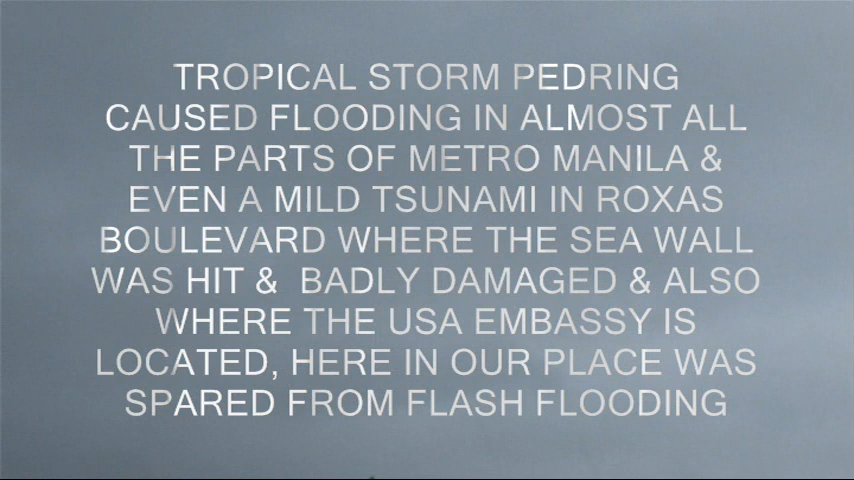 TROPICAL STORM PEDRING
CAUSED FLOODING IN ALMOST ALL
THE PARTS OF METRO MANILA &
EVEN A MILD TSUNAMI IN ROXAS
BOULEVARD WHERE THE SEA WALL
WAS HIT &  BADLY DAMAGED & ALSO
WHERE THE USA EMBASSY IS
LOCATED, HERE IN OUR PLACE WAS
SPARED FROM FLASH FLOODING